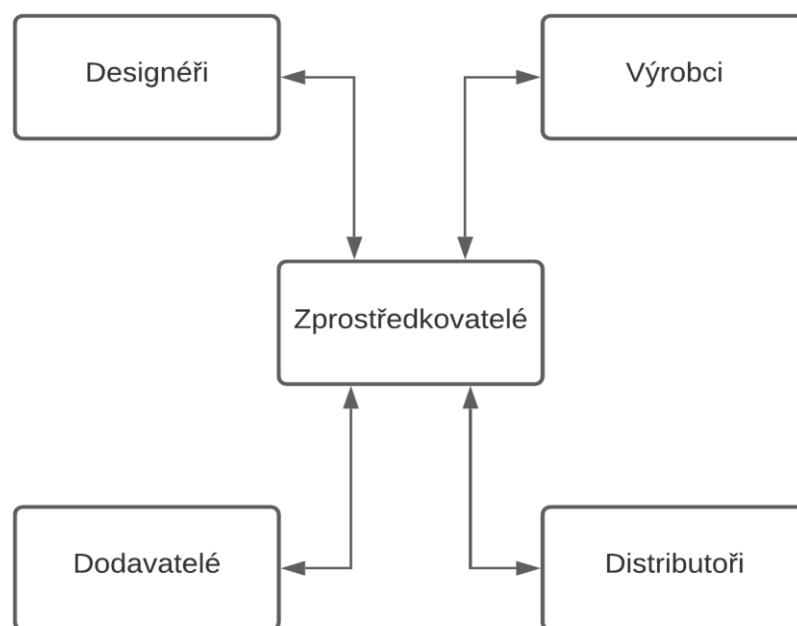 Designéři
Výrobci
Zprostředkovatelé
Dodavatelé
Distributoři